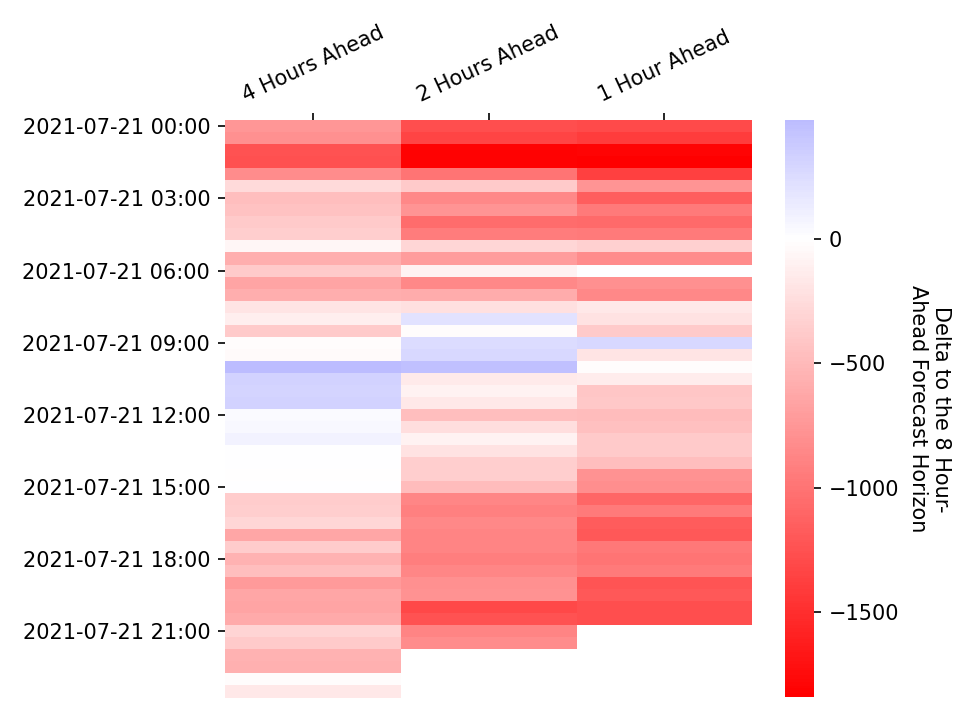 4 Hours Ahead
2 Hours Ahead
1 Hour Ahead
2021-07-21 00:00
2021-07-21 03:00
2021-07-21 06:00
2021-07-21 09:00
2021-07-21 12:00
2021-07-21 15:00
2021-07-21 18:00
2021-07-21 21:00
0
−500
−1000
−1500
Delta to the 8 Hour-
Ahead Forecast Horizon